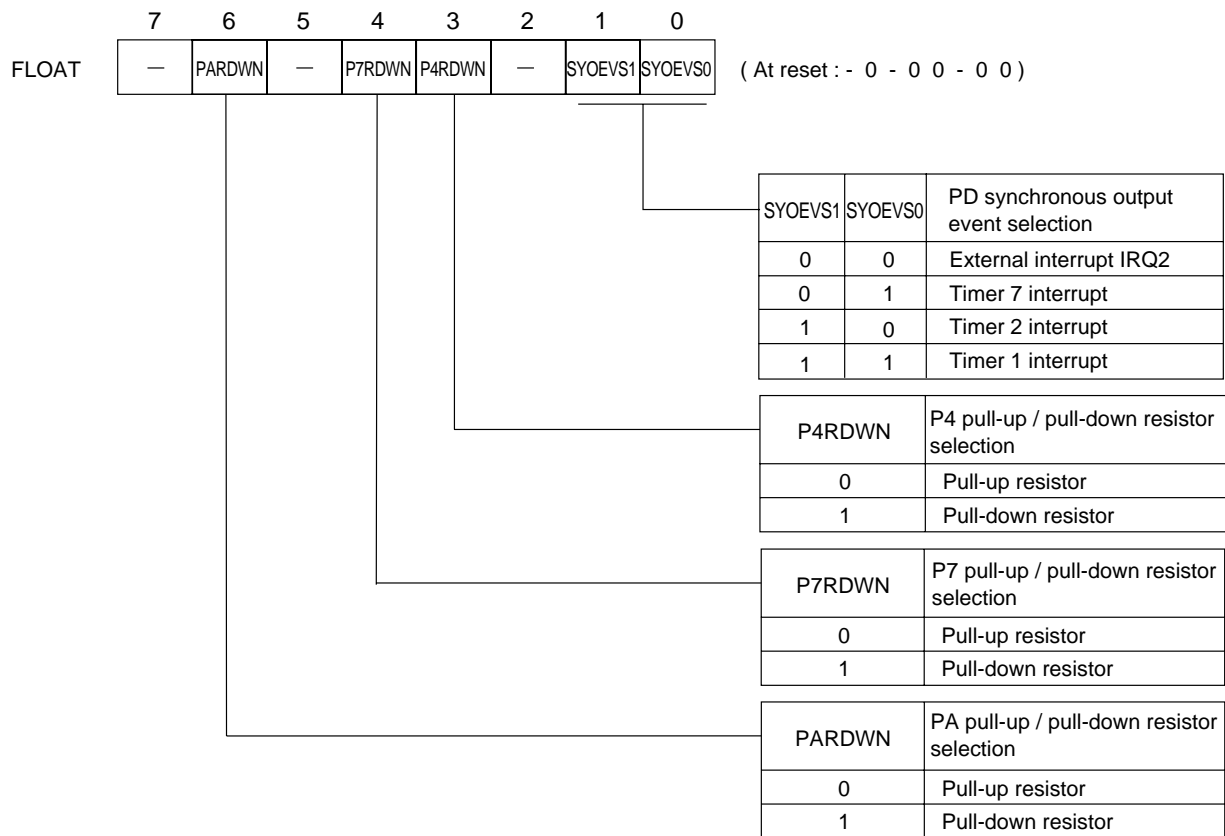 7 6 5 4 3 2 1 0
FLOAT — PARDWN — P7RDWN P4RDWN — SYOEVS1 SYOEVS0 ( At reset : - 0 - 0 0 - 0 0 )
SYOEVS1 SYOEVS0 PD synchronous output
event selection
0 0 External interrupt IRQ2
0 1 Timer 7 interrupt
1 0 Timer 2 interrupt
1 1 Timer 1 interrupt
P4RDWN P4 pull-up / pull-down resistor
selection
0 Pull-up resistor
1 Pull-down resistor
P7RDWN P7 pull-up / pull-down resistor
selection
0 Pull-up resistor
1 Pull-down resistor
PARDWN PA pull-up / pull-down resistor
selection
0 Pull-up resistor
1 Pull-down resistor